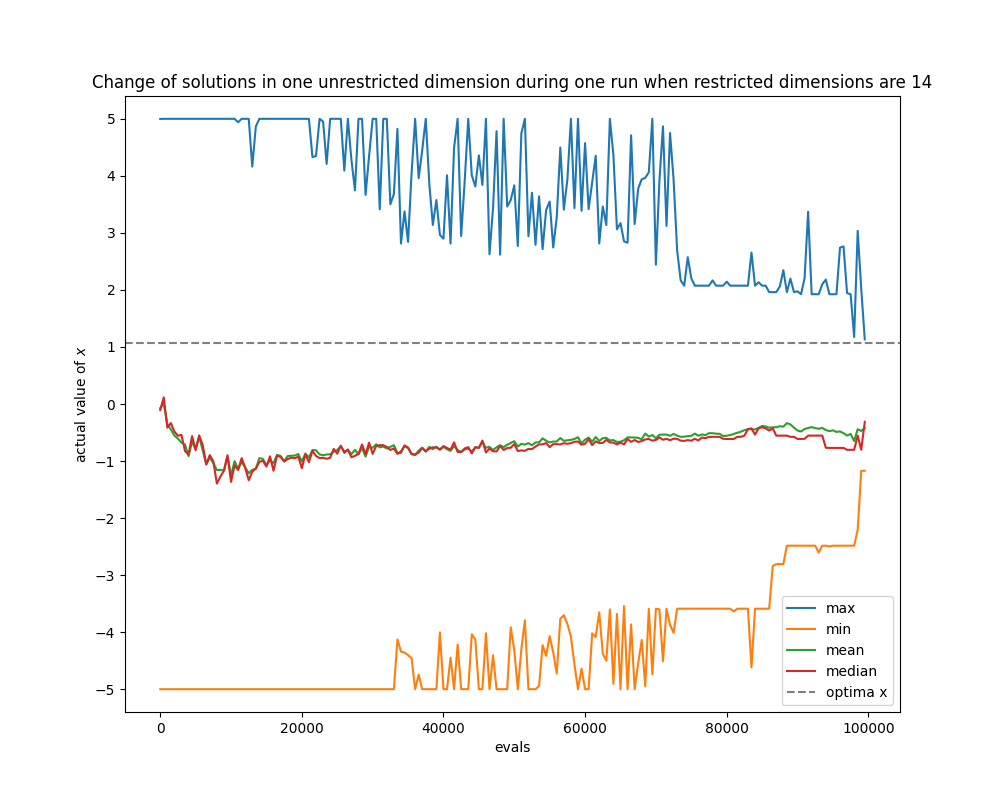 Change of solutions in one unrestricted dimension during one run when restricted dimensions are 14
actual value of x
5
4
3
2
1
0
−1
−2
−3
−4
−5
0
20000
40000
60000
80000
100000
evals
max
min
mean
median
optima x